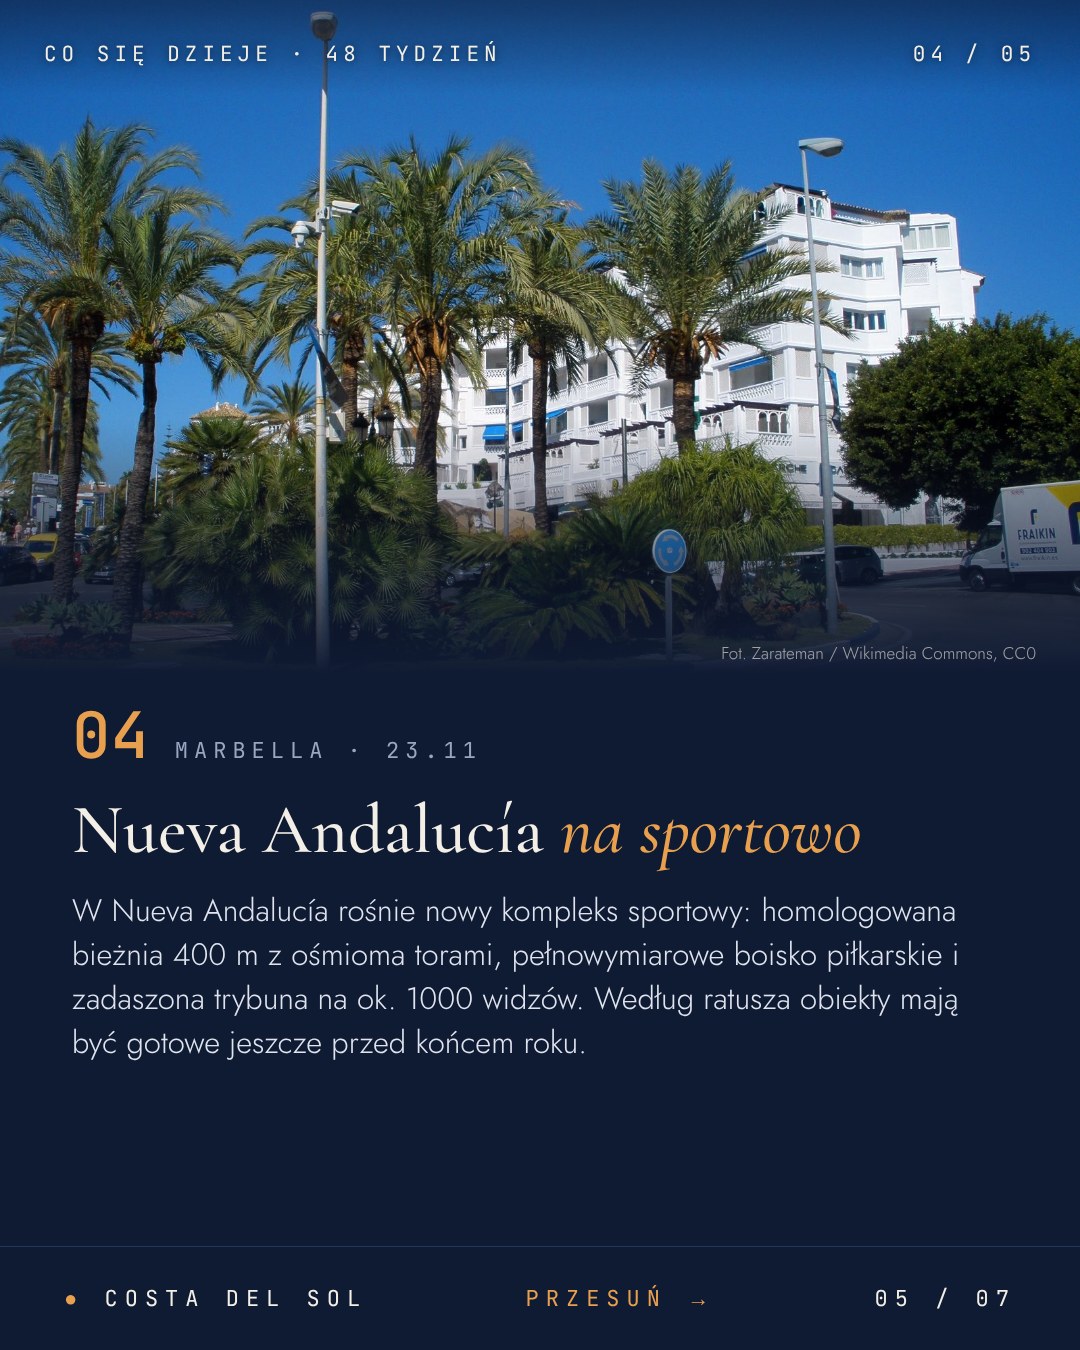 CO SIĘ DZIEJE · 48 TYDZIEŃ
04 / 05
FRAIKIN
Fot. Zarateman / Wikimedia Commons, CC0
04 MARBELLA · 23.11
Nueva Andalucía na sportowo
W Nueva Andalucía rośnie nowy kompleks sportowy: homologowana
bieżnia 400 m z ośmioma torami, pełnowymiarowe boisko piłkarskie i
zadaszona trybuna na ok. 1000 widzów. Według ratusza obiekty mają
być gotowe jeszcze przed końcem roku.
• COSTA DEL SOL
PRZESUŃ →
05 / 07